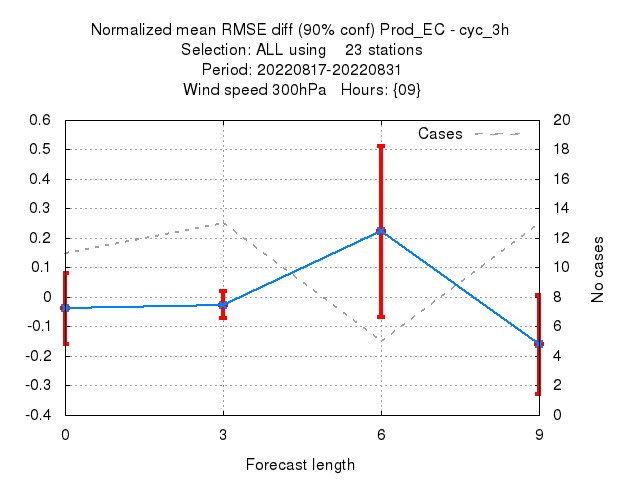 Normalized mean RMSE diff (90% conf) Prod_EC - cyc_3h
Selection: ALL using 23 stations
Period: 20220817-20220831
Wind speed 300hPa Hours: {09}
Cases
0.6
0.5
0.4
0.3
0.2
0.1
0
-0.1
-0.2
-0.3
-0.4
20
18
16
14
12
10
8
6
4
2
0
No cases
0 3 6 9
Forecast length